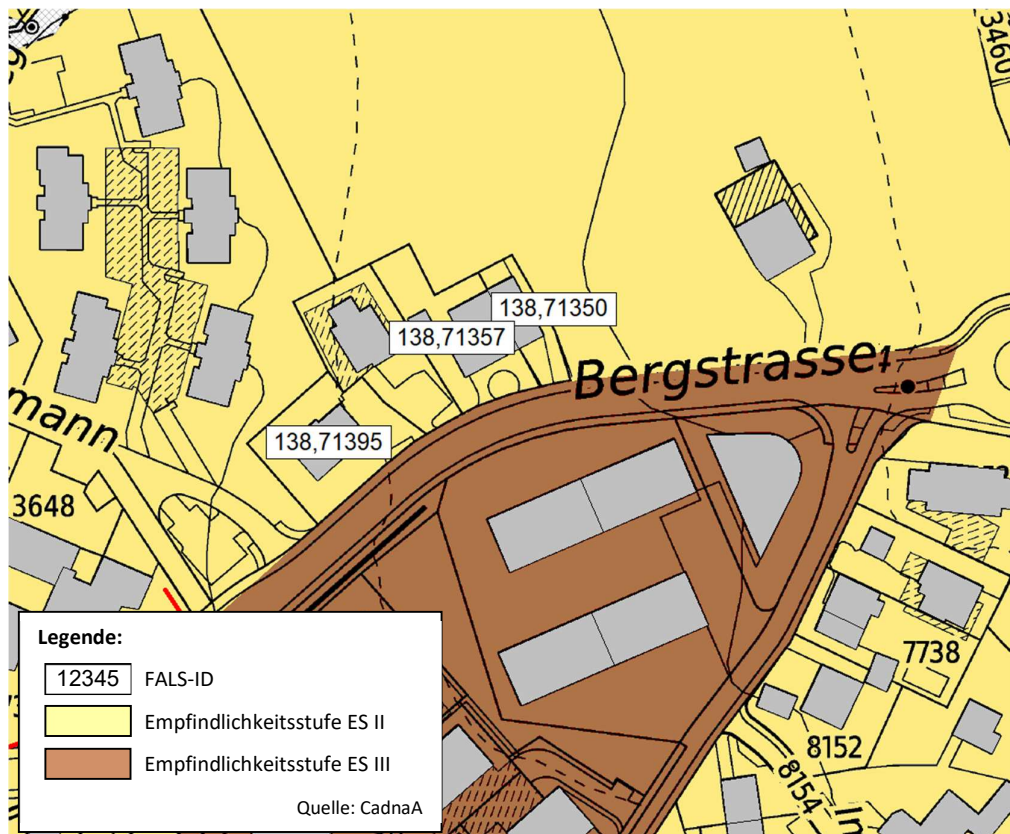 3460
138,71350
138,71357
Bergstrasse
138,71395
mann
3648
7738
8152
8154
In
Legende:
12345 FALS-ID
Empfindlichkeitsstufe ES II
Empfindlichkeitsstufe ES III
Quelle: CadnaA